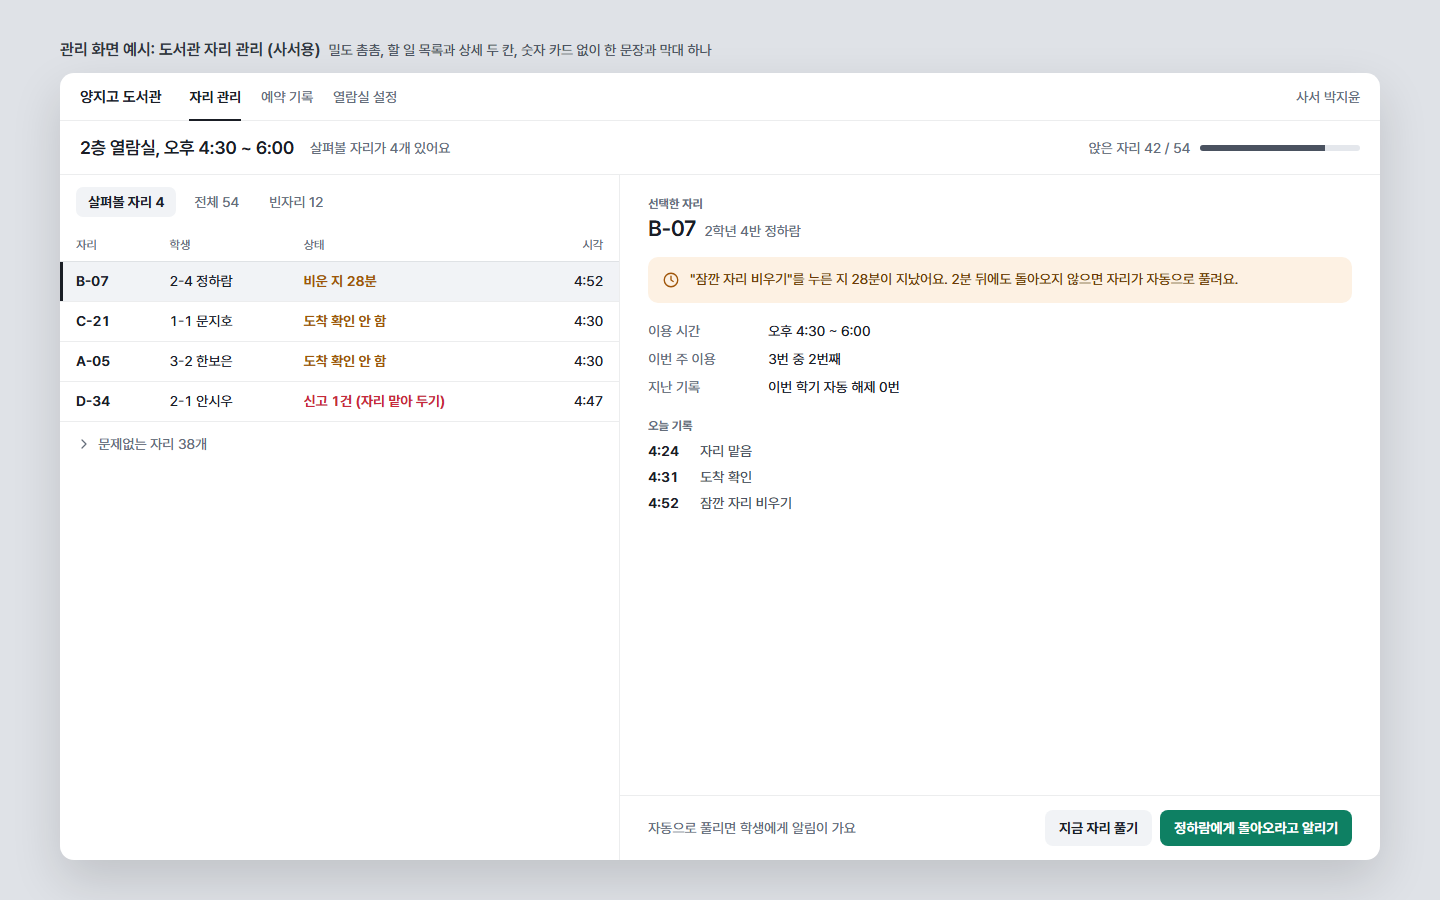 관리 화면 예시: 도서관 자리 관리 (사서용) 밀도 촘촘, 할 일 목록과 상세 두 칸, 숫자 카드 없이 한 문장과 막대 하나
양지고 도서관 자리 관리 예약 기록 열람실 설정 사서 박지윤
2층 열람실, 오후 4:30 ~ 6:00 살펴볼 자리가 4개 있어요 앉은 자리 42 / 54
살펴볼 자리 4 전체 54 빈자리 12
자리 학생 상태 시각
B-07 2-4 정하람 비운 지 28분 4:52
C-21 1-1 문지호 도착 확인 안 함 4:30
A-05 3-2 한보은 도착 확인 안 함 4:30
D-34 2-1 안시우 신고 1건 (자리 맡아 두기) 4:47
문제없는 자리 38개
선택한 자리
B-07 2학년 4반 정하람
"잠깐 자리 비우기"를 누른 지 28분이 지났어요. 2분 뒤에도 돌아오지 않으면 자리가 자동으로 풀려요.
이용 시간 오후 4:30 ~ 6:00
이번 주 이용 3번 중 2번째
지난 기록 이번 학기 자동 해제 0번
오늘 기록
4:24 자리 맡음
4:31 도착 확인
4:52 잠깐 자리 비우기
자동으로 풀리면 학생에게 알림이 가요 지금 자리 풀기 정하람에게 돌아오라고 알리기